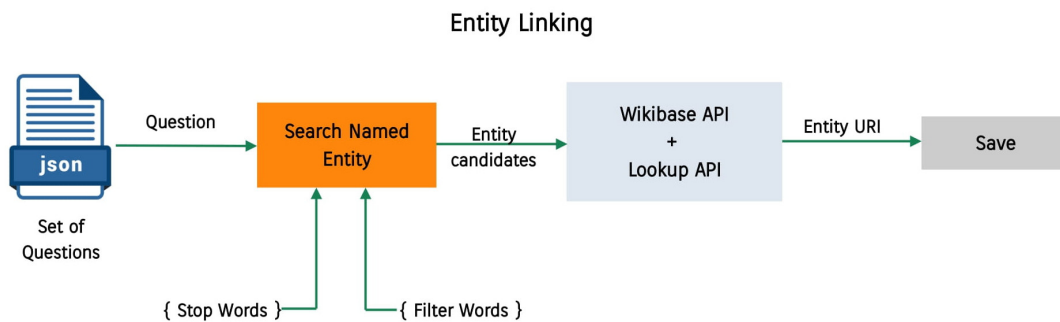 Entity Linking
json
Set of
Questions
Question
Search Named
Entity
{ Stop Words }
{ Filter Words }
Entity
candidates
Wikibase API
+
Lookup API
Entity URI
Save